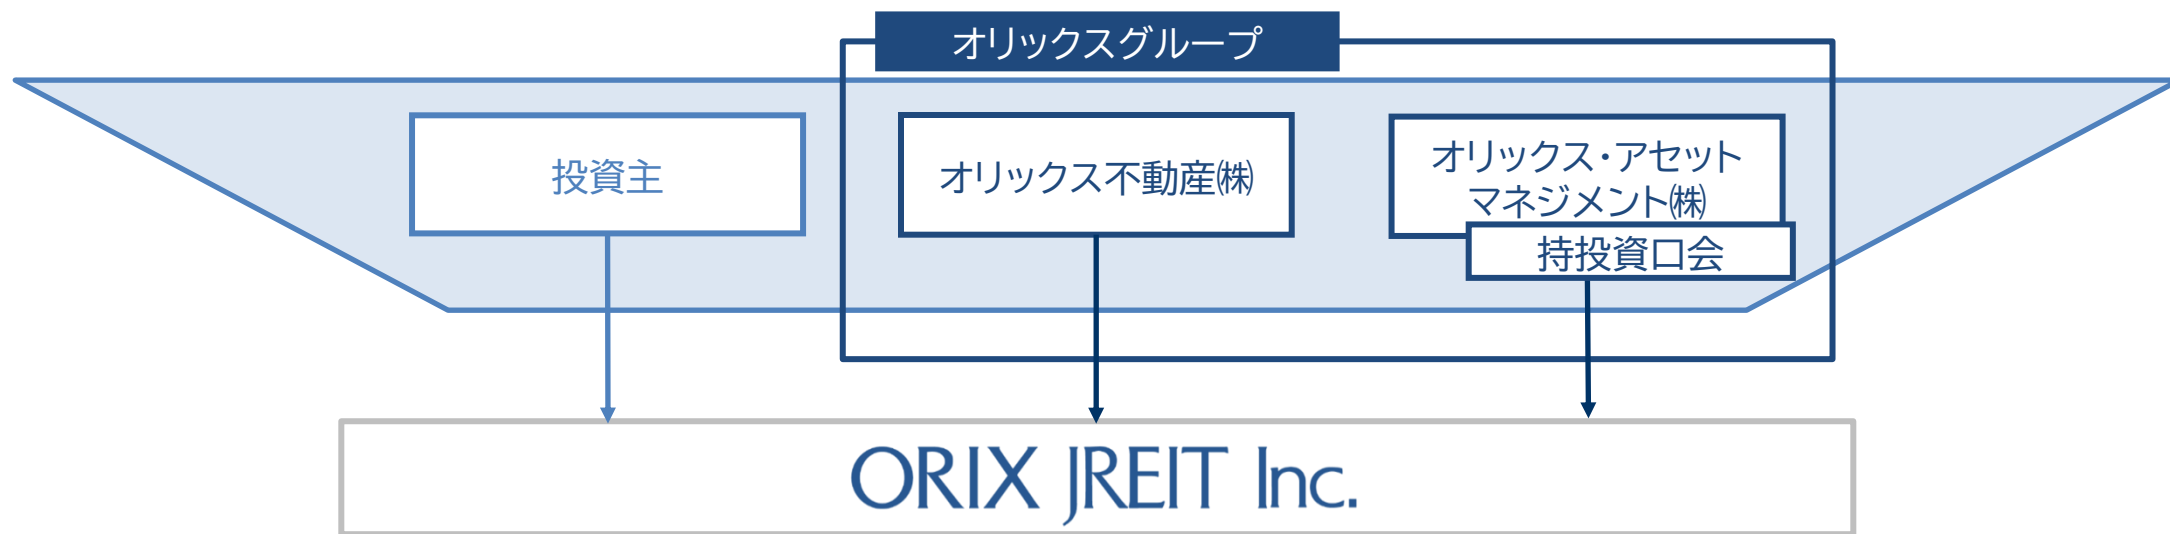 オリックスグループ
投資主
オリックス不動産㈱
オリックス・アセット
マネジメント㈱
持投資口会
ORIX JREIT Inc.